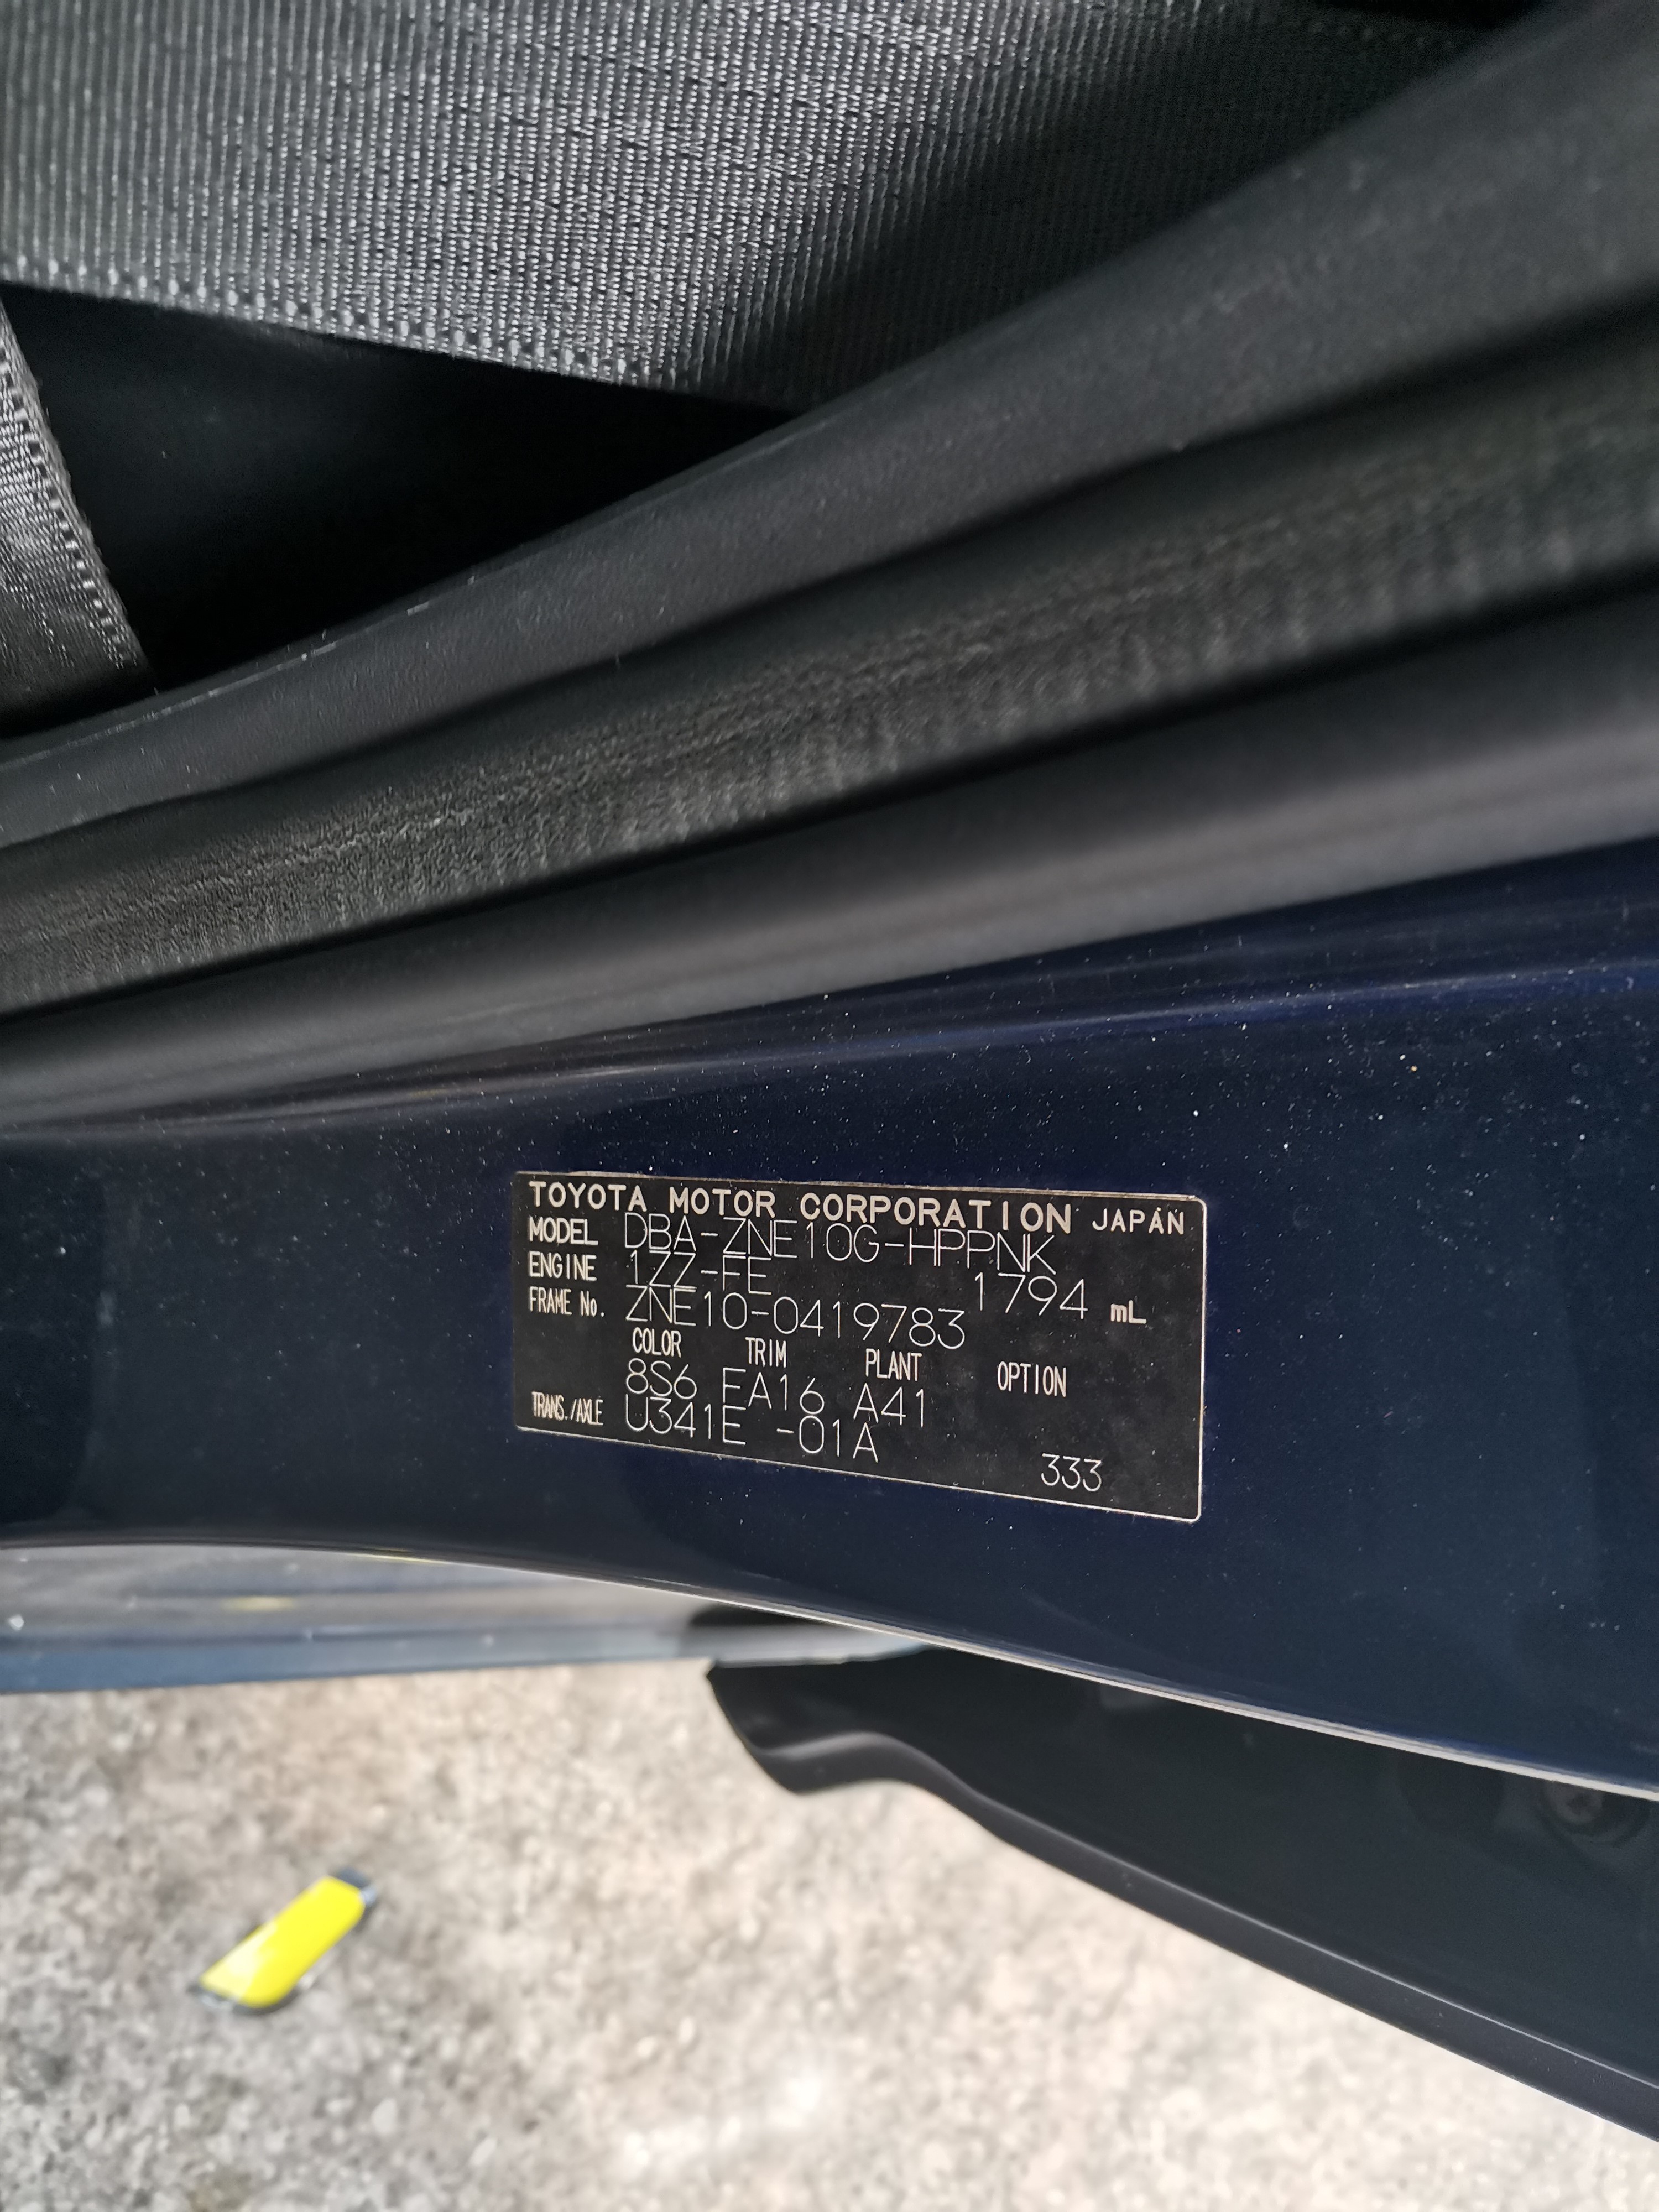 TOYOTA MOTOR CORPORATION JAPAN
MODEL DBA-ZNE10G-HPPNK
ENGINE 1ZZ-FE 1794 mL
FRAME No. ZNE10-0419783
COLOR TRIM PLANT OPTION
8S6 EA16 A41
TRANS./AXLE U341E -01A
333